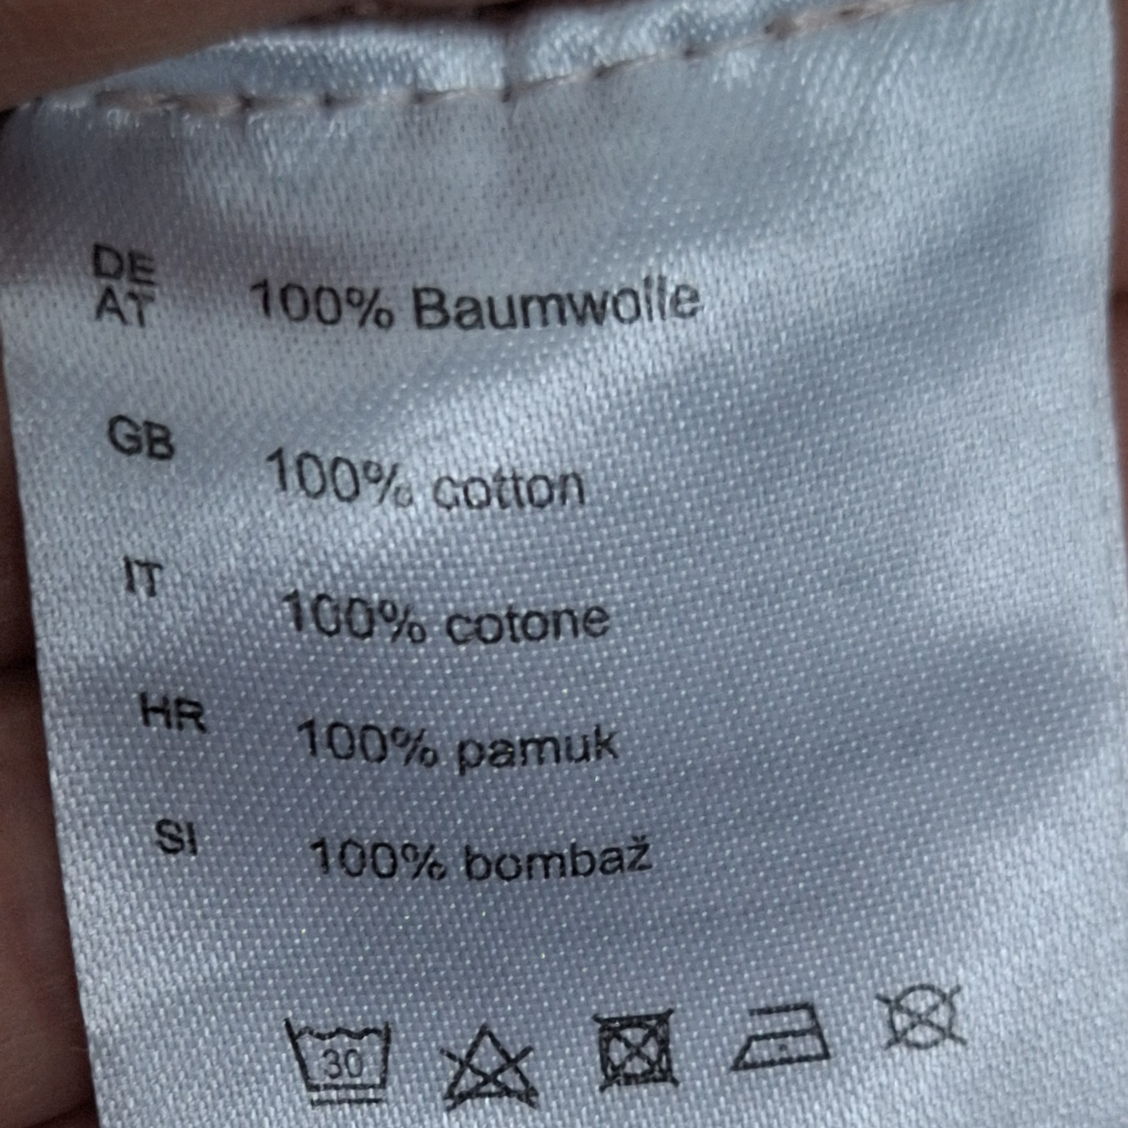 DE
AT 100% Baumwolle
GB 100% cotton
IT 100% cotone
HR 100% pamuk
SI 100% bombaž
30